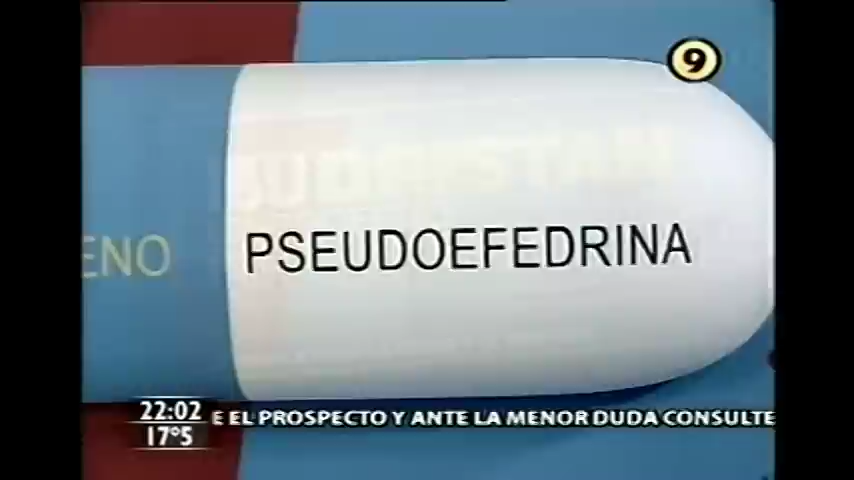 9
ENO
PSEUDOEFEDRINA
22:02
E EL PROSPECTO Y ANTE LA MENOR DUDA CONSULTE
17°5